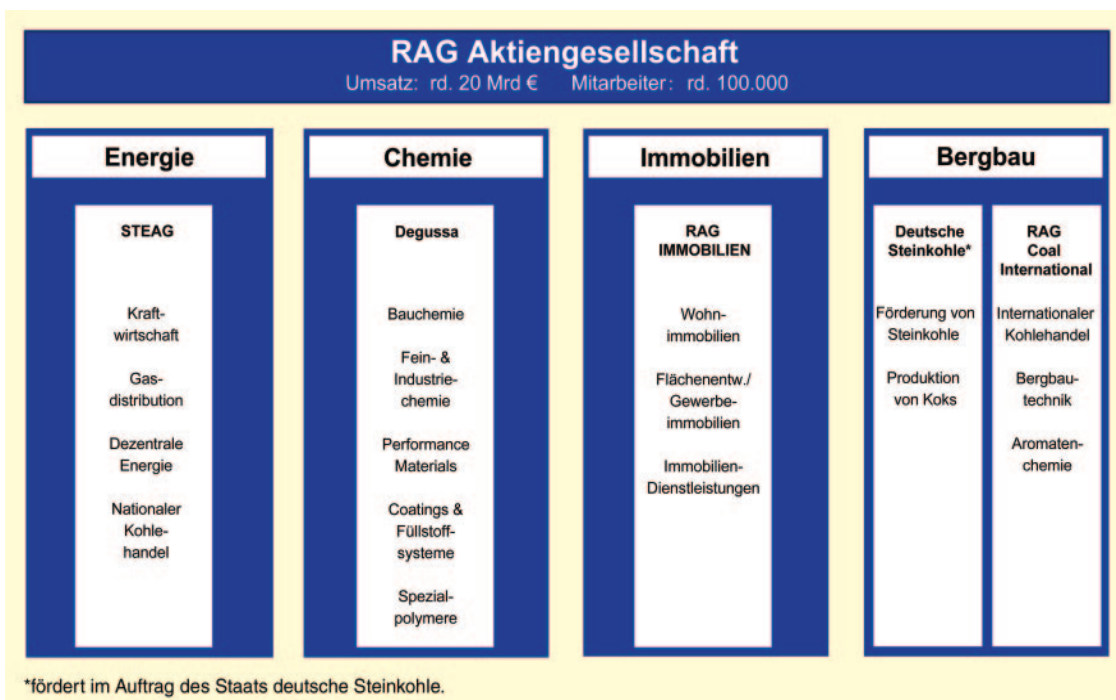 RAG Aktiengesellschaft
Umsatz: rd. 20 Mrd € Mitarbeiter: rd. 100.000
Energie
STEAG
Kraft-
wirtschaft
Gas-
distribution
Dezentrale
Energie
Nationaler
Kohle-
handel
Chemie
Degussa
Bauchemie
Fein- &
Industrie-
chemie
Performance
Materials
Coatings &
Füllstoff-
systeme
Spezial-
polymere
Immobilien
RAG
IMMOBILIEN
Wohn-
immobilien
Flächenentw./
Gewerbe-
immobilien
Immobilien-
Dienstleistungen
Bergbau
Deutsche
Steinkohle*
Förderung von
Steinkohle
Produktion
von Koks
RAG
Coal
International
Internationaler
Kohlehandel
Bergbau-
technik
Aromaten-
chemie
*fördert im Auftrag des Staats deutsche Steinkohle.